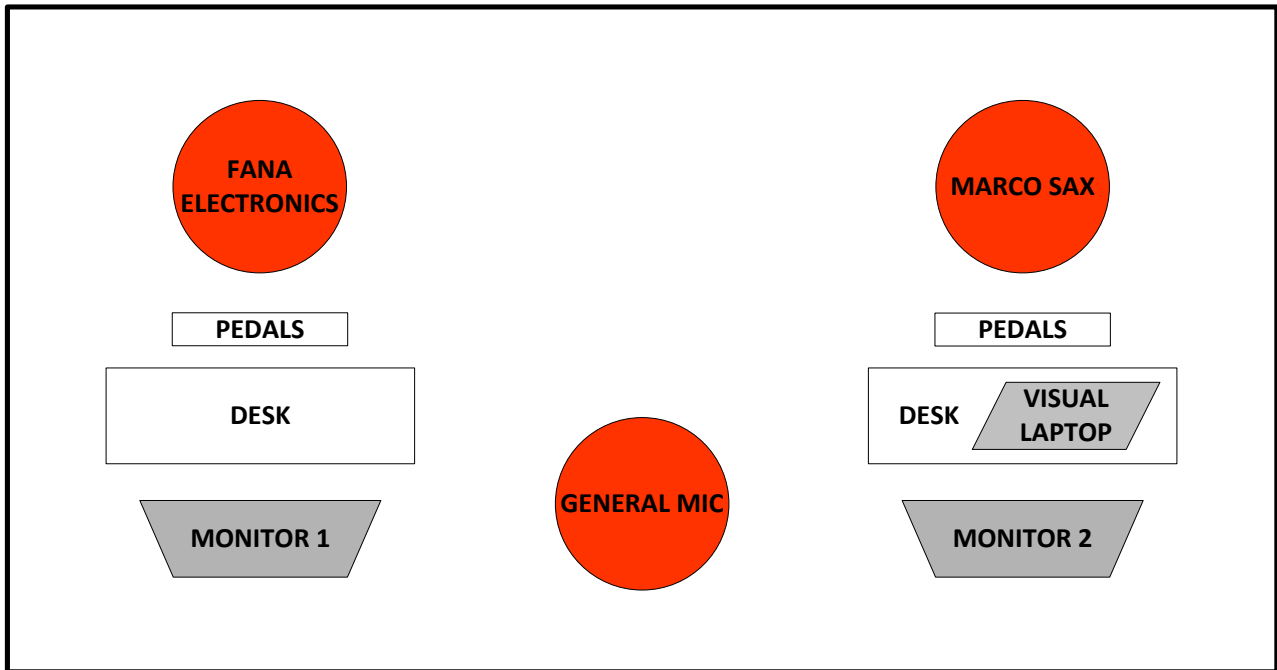 FANA
ELECTRONICS
MARCO SAX
PEDALS
PEDALS
DESK
DESK
VISUAL
LAPTOP
GENERAL MIC
MONITOR 1
MONITOR 2